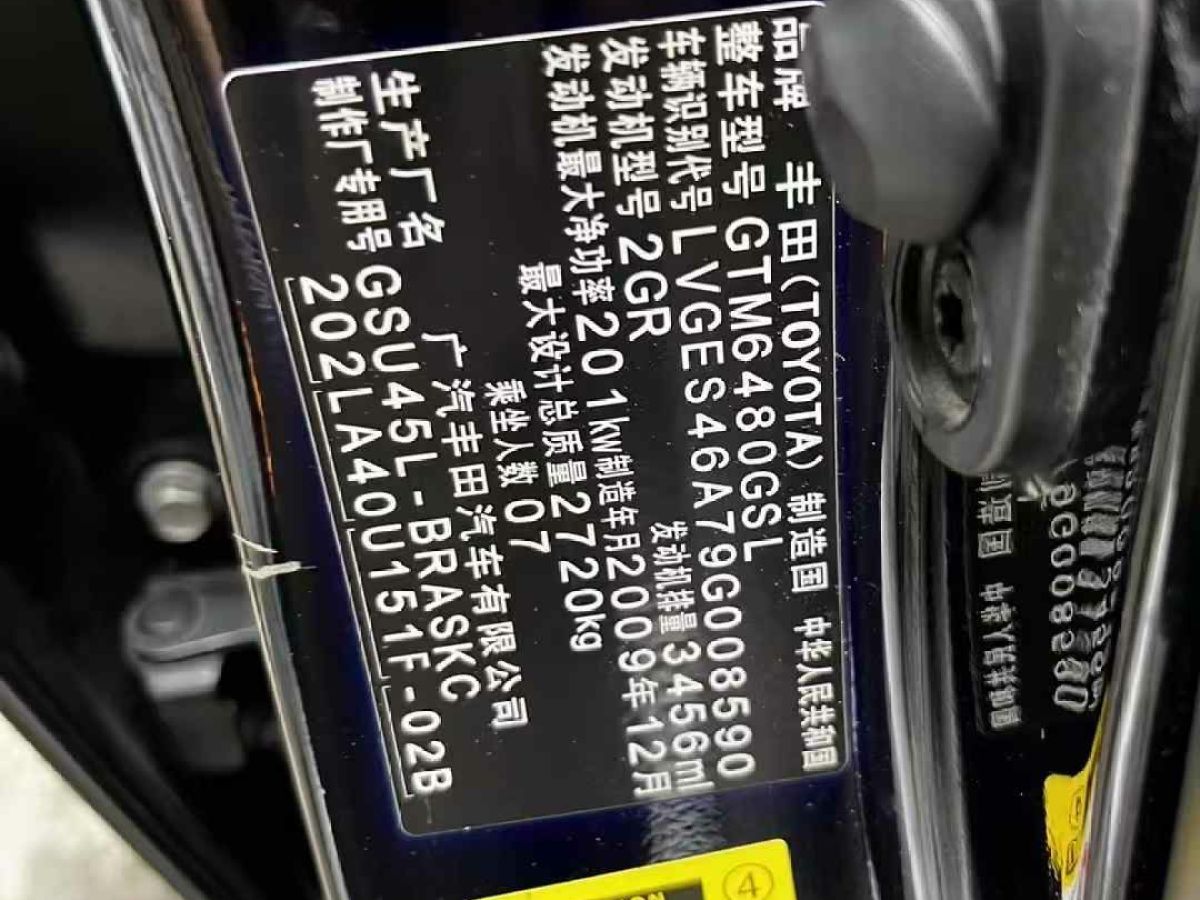 品牌 丰田(TOYOTA) 制造国 中华人民共和国
整车型号 GTM6480GSL
车辆识别代号 LVGES46A79G008590
发动机型号 2GR 发动机排量 3456ml
发动机最大净功率 201kw 制造年月 2009年12月
最大设计总质量 2720kg
乘坐人数 07
生产厂名 广汽丰田汽车有限公司
制作厂专用号 GSU45L-BRASKC
202LA40U151F-02B
④